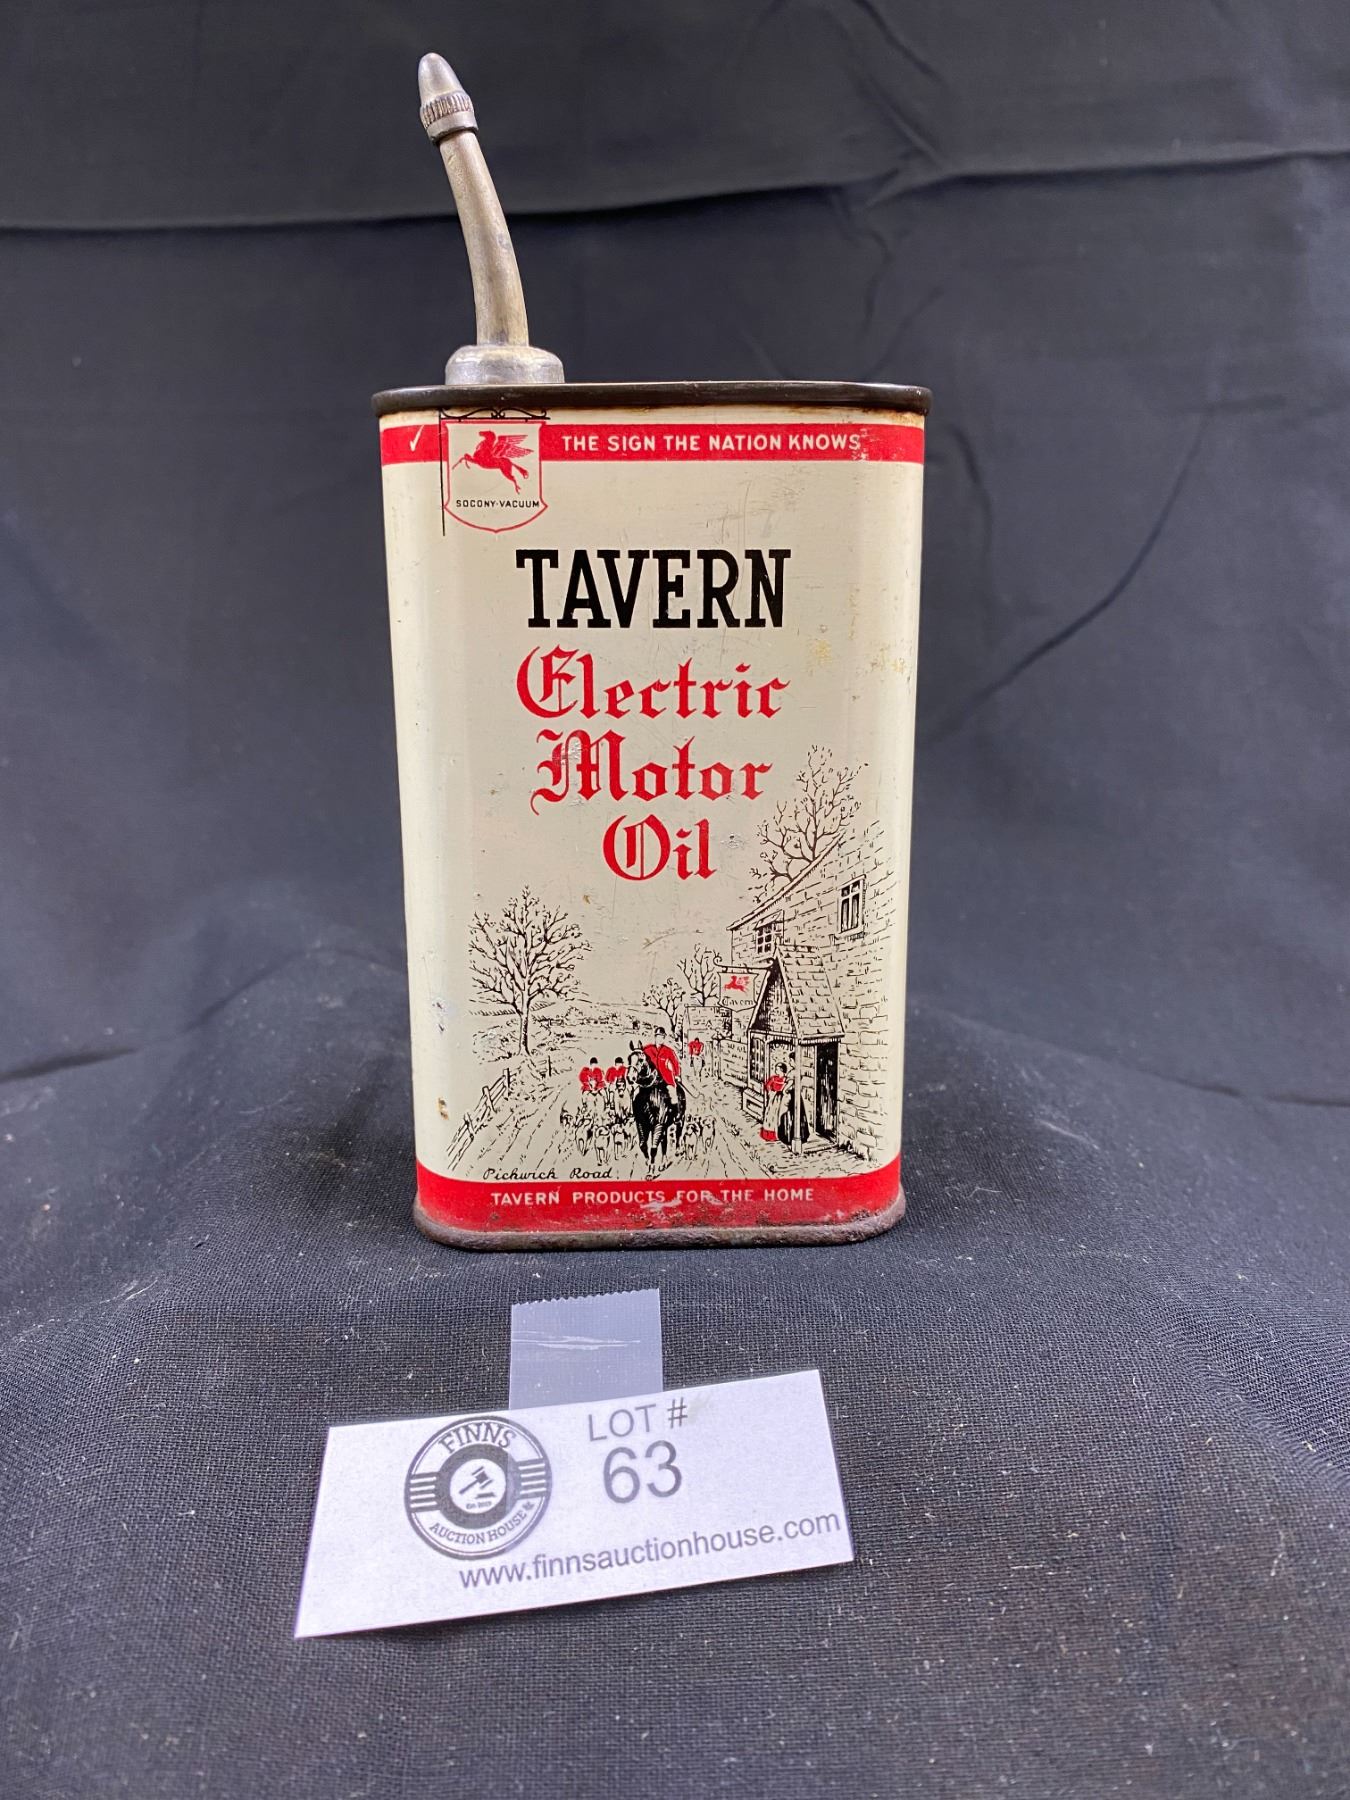 THE SIGN THE NATION KNOWS
SOCONY-VACUUM
TAVERN
Electric
Motor
Oil
Tavern
Pickwick Road
TAVERN PRODUCTS FOR THE HOME
FINNS
AUCTION HOUSE
LOT #
63
www.finnsauctionhouse.com